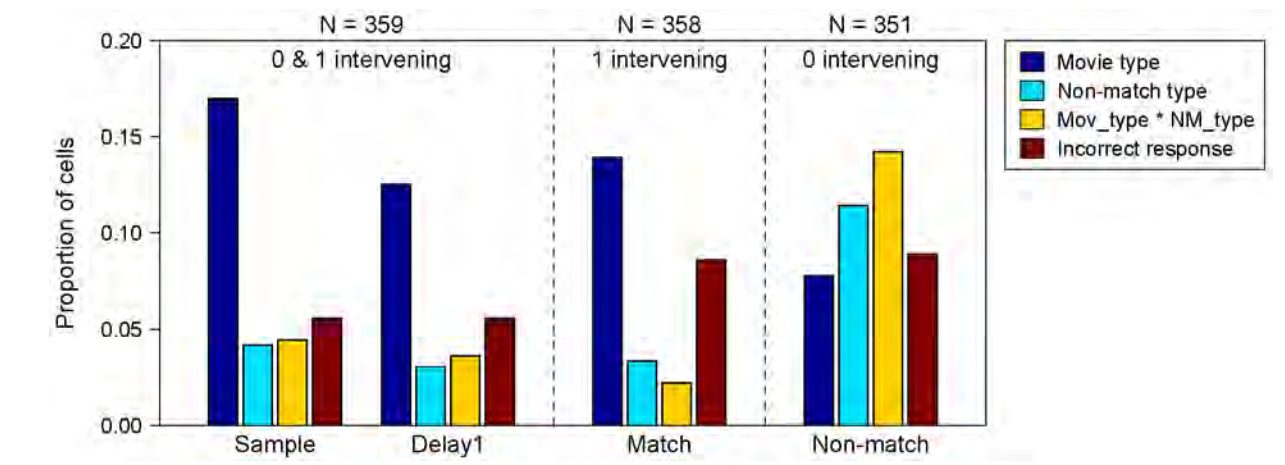 N = 359 N = 358 N = 351
0 & 1 intervening 1 intervening 0 intervening
Movie type
Non-match type
Mov_type * NM_type
Incorrect response
Proportion of cells
0.20
0.15
0.10
0.05
0.00
Sample Delay1 Match Non-match